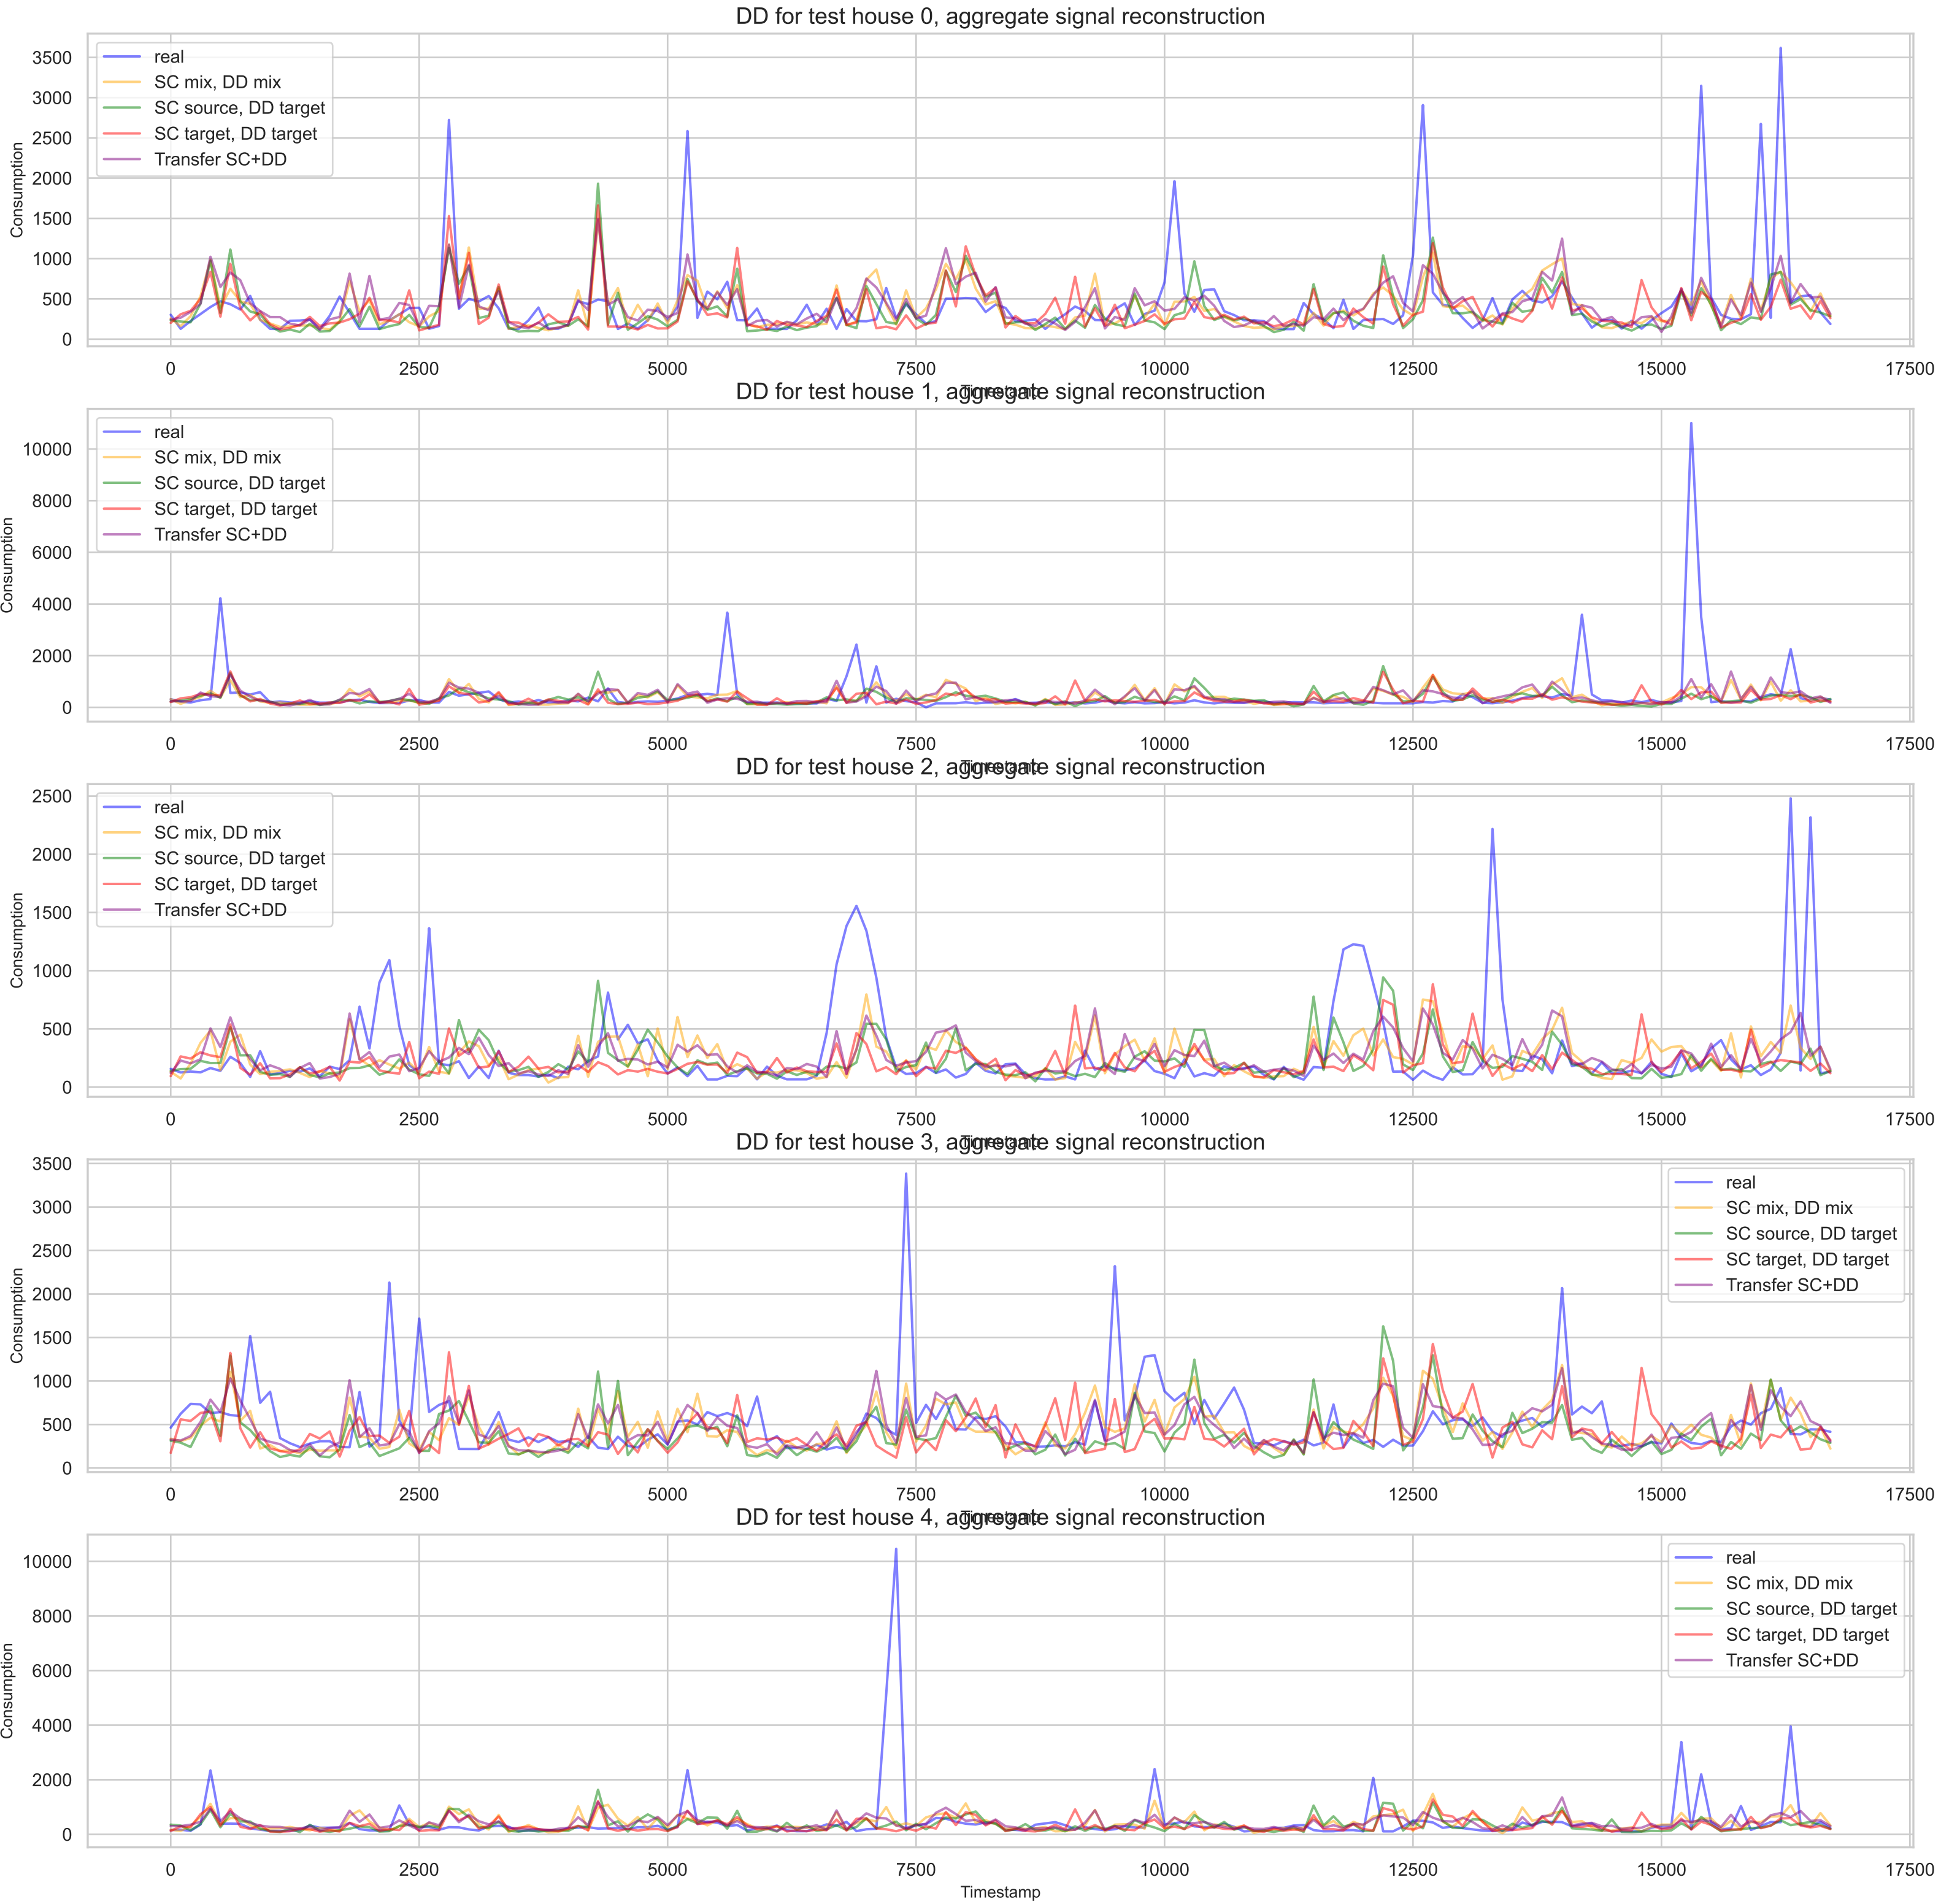 DD for test house 0, aggregate signal reconstruction
3500
3000
2500
2000
1500
1000
500
0
Consumption
real
SC mix, DD mix
SC source, DD target
SC target, DD target
Transfer SC+DD
0 2500 5000 7500 10000 12500 15000 17500
Timestamp
DD for test house 1, aggregate signal reconstruction
10000
8000
6000
4000
2000
0
Consumption
real
SC mix, DD mix
SC source, DD target
SC target, DD target
Transfer SC+DD
0 2500 5000 7500 10000 12500 15000 17500
Timestamp
DD for test house 2, aggregate signal reconstruction
2500
2000
1500
1000
500
0
Consumption
real
SC mix, DD mix
SC source, DD target
SC target, DD target
Transfer SC+DD
0 2500 5000 7500 10000 12500 15000 17500
Timestamp
DD for test house 3, aggregate signal reconstruction
3500
3000
2500
2000
1500
1000
500
0
Consumption
real
SC mix, DD mix
SC source, DD target
SC target, DD target
Transfer SC+DD
0 2500 5000 7500 10000 12500 15000 17500
Timestamp
DD for test house 4, aggregate signal reconstruction
10000
8000
6000
4000
2000
0
Consumption
real
SC mix, DD mix
SC source, DD target
SC target, DD target
Transfer SC+DD
0 2500 5000 7500 10000 12500 15000 17500
Timestamp